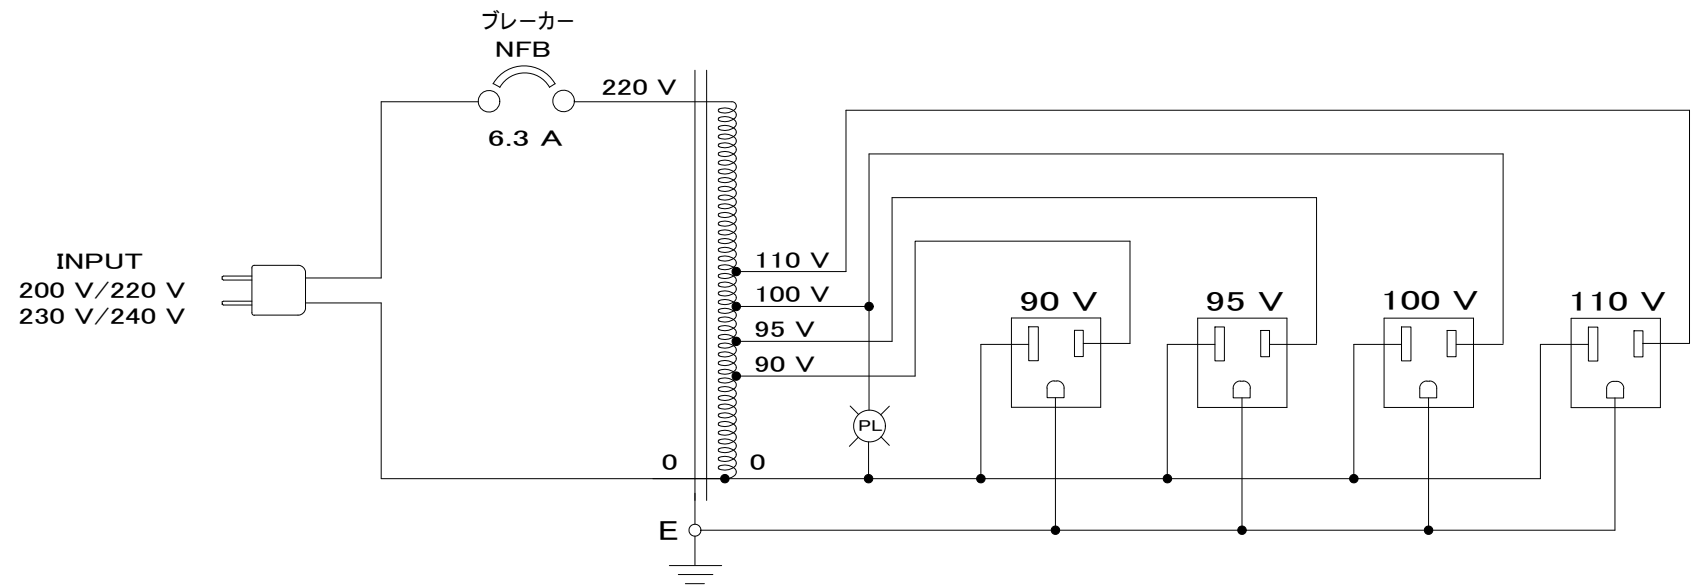 ブレーカー
NFB
220 V
6.3 A
INPUT
200 V/220 V
230 V/240 V
110 V
100 V
95 V
90 V
90 V
95 V
100 V
110 V
PL
0
0
E